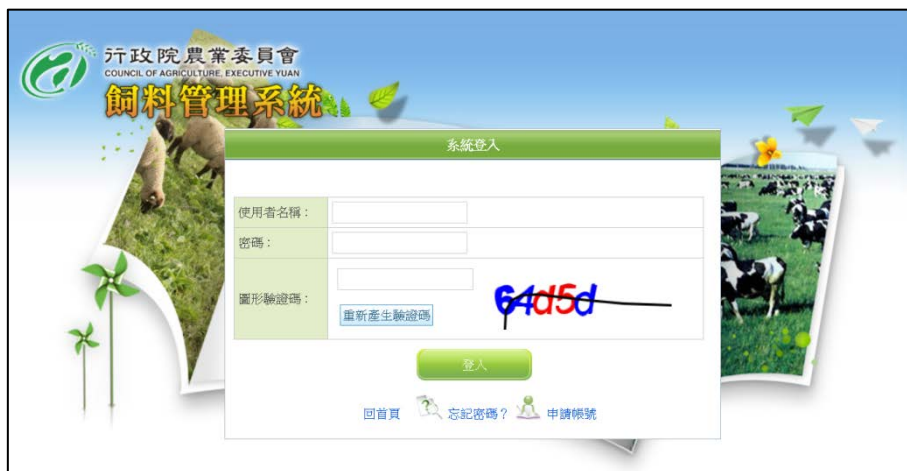 行政院農業委員會
COUNCIL OF AGRICULTURE, EXECUTIVE YUAN
飼料管理系統
系統登入
使用者名稱：
密碼：
圖形驗證碼：
64d5d
重新產生驗證碼
登入
回首頁 忘記密碼？ 申請帳號